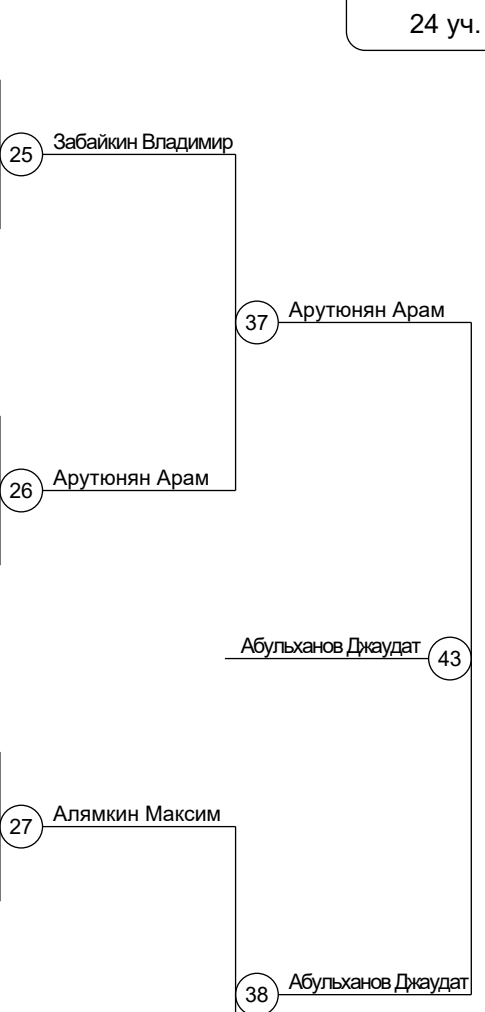 24 уч.
25 Забайкин Владимир
37 Арутюнян Арам
26 Арутюнян Арам
Абульханов Джаудат 43
27 Алямкин Максим
38 Абульханов Джаудат